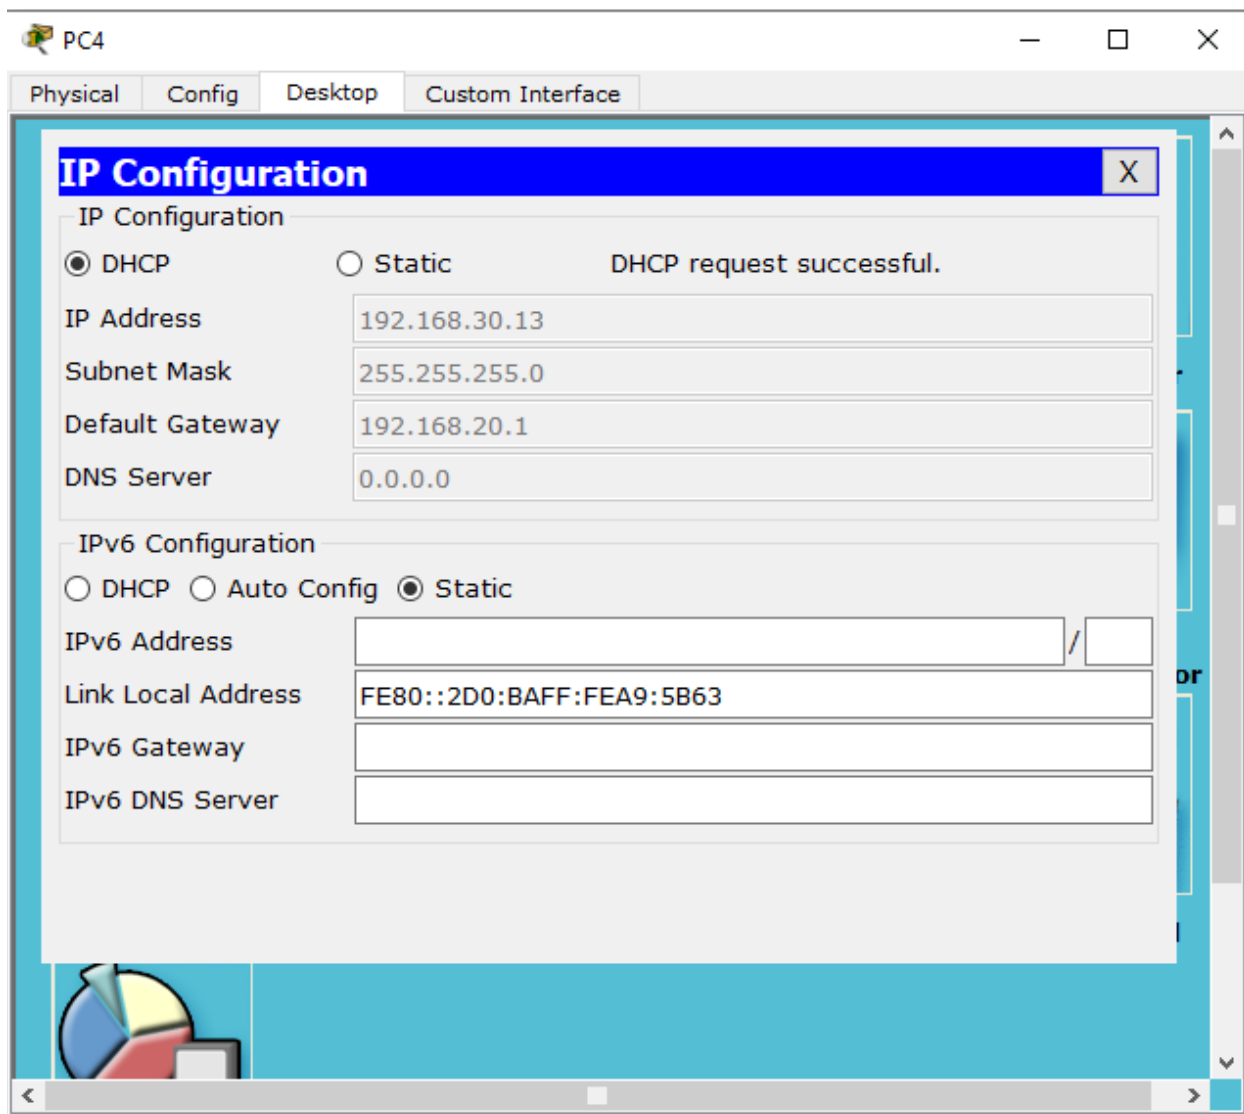 PC4
Physical Config Desktop Custom Interface
IP Configuration X
IP Configuration
DHCP Static DHCP request successful.
IP Address 192.168.30.13
Subnet Mask 255.255.255.0
Default Gateway 192.168.20.1
DNS Server 0.0.0.0
IPv6 Configuration
DHCP Auto Config Static
IPv6 Address /
Link Local Address FE80::2D0:BAFF:FEA9:5B63
IPv6 Gateway
IPv6 DNS Server